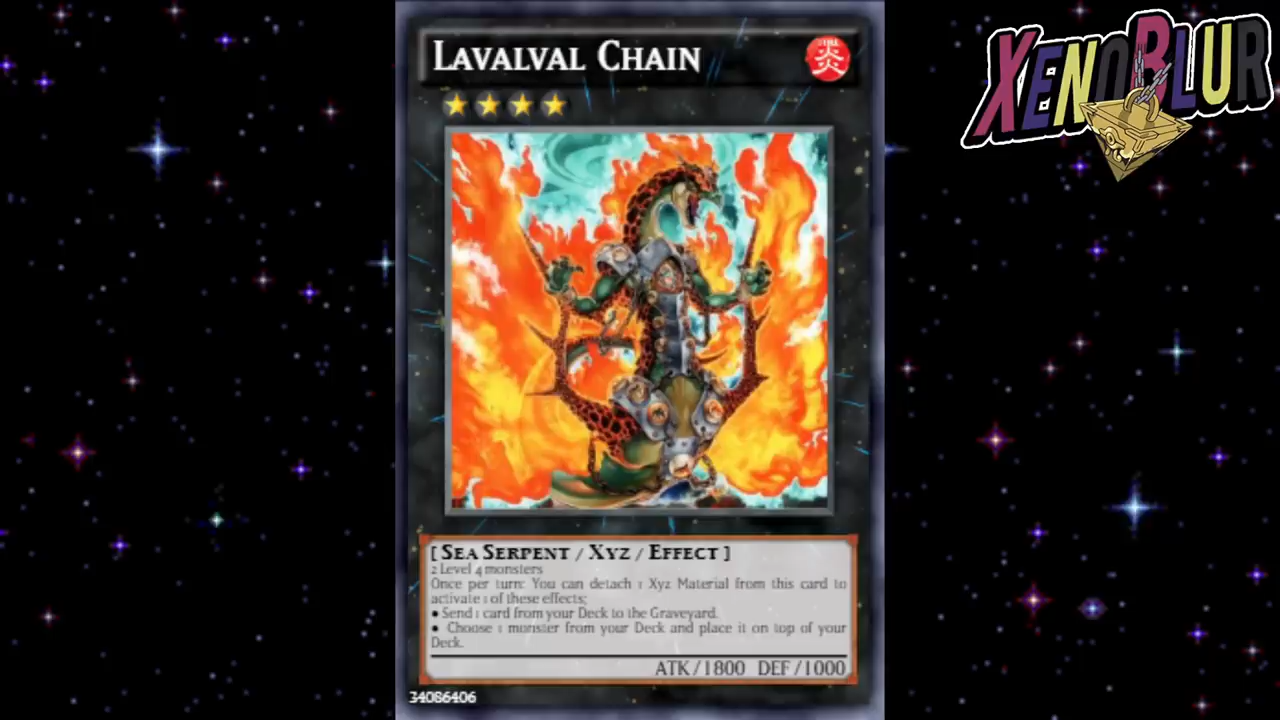 LAVALVAL CHAIN
炎
XENOBLUR
[ SEA SERPENT / XYZ / EFFECT ]
2 Level 4 monsters
Once per turn: You can detach 1 Xyz Material from this card to
activate 1 of these effects;
● Send 1 card from your Deck to the Graveyard.
● Choose 1 monster from your Deck and place it on top of your
Deck.
ATK/1800 DEF/1000
34086406